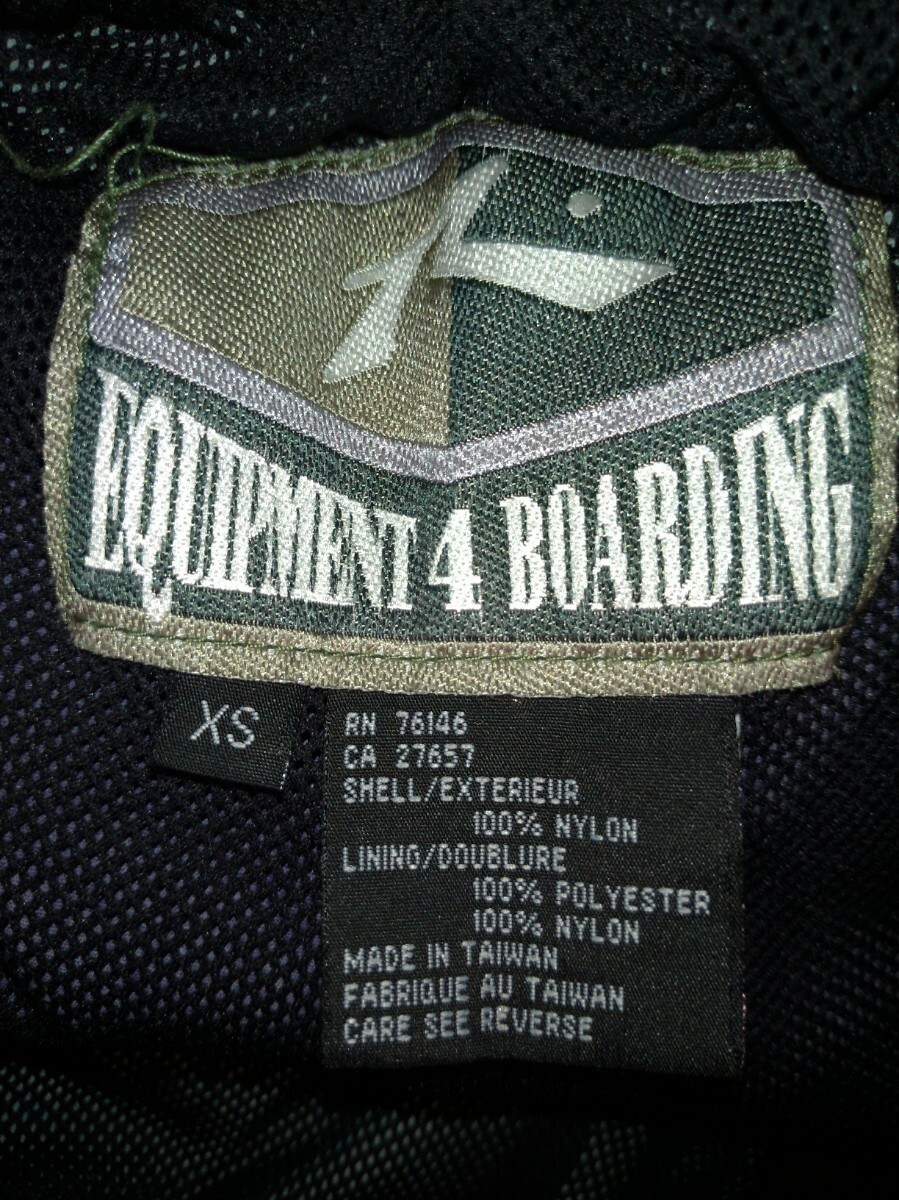 EQUIPMENT 4 BOARDING
XS
RN 76146
CA 27657
SHELL/EXTERIEUR
100% NYLON
LINING/DOUBLURE
100% POLYESTER
100% NYLON
MADE IN TAIWAN
FABRIQUE AU TAIWAN
CARE SEE REVERSE